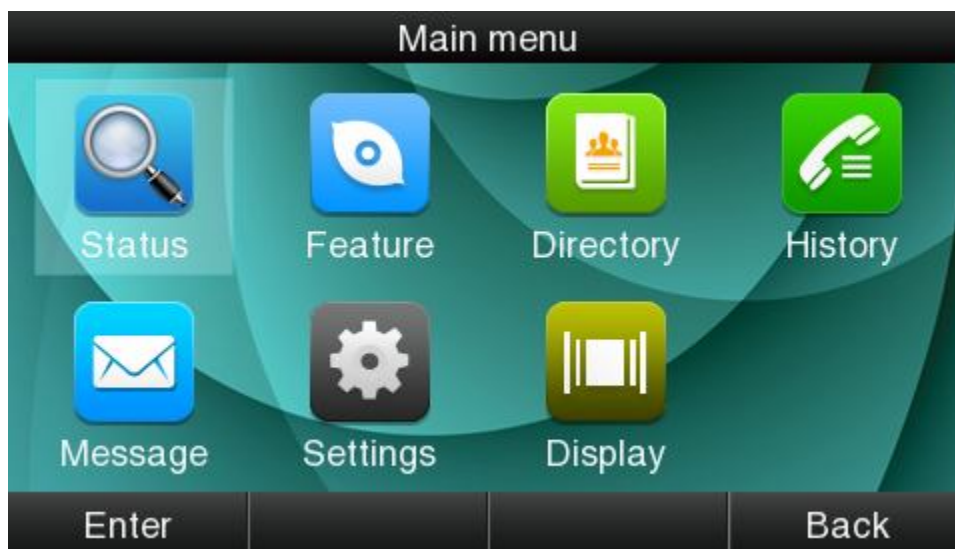 Main menu
Status Feature Directory History
Message Settings Display
Enter Back